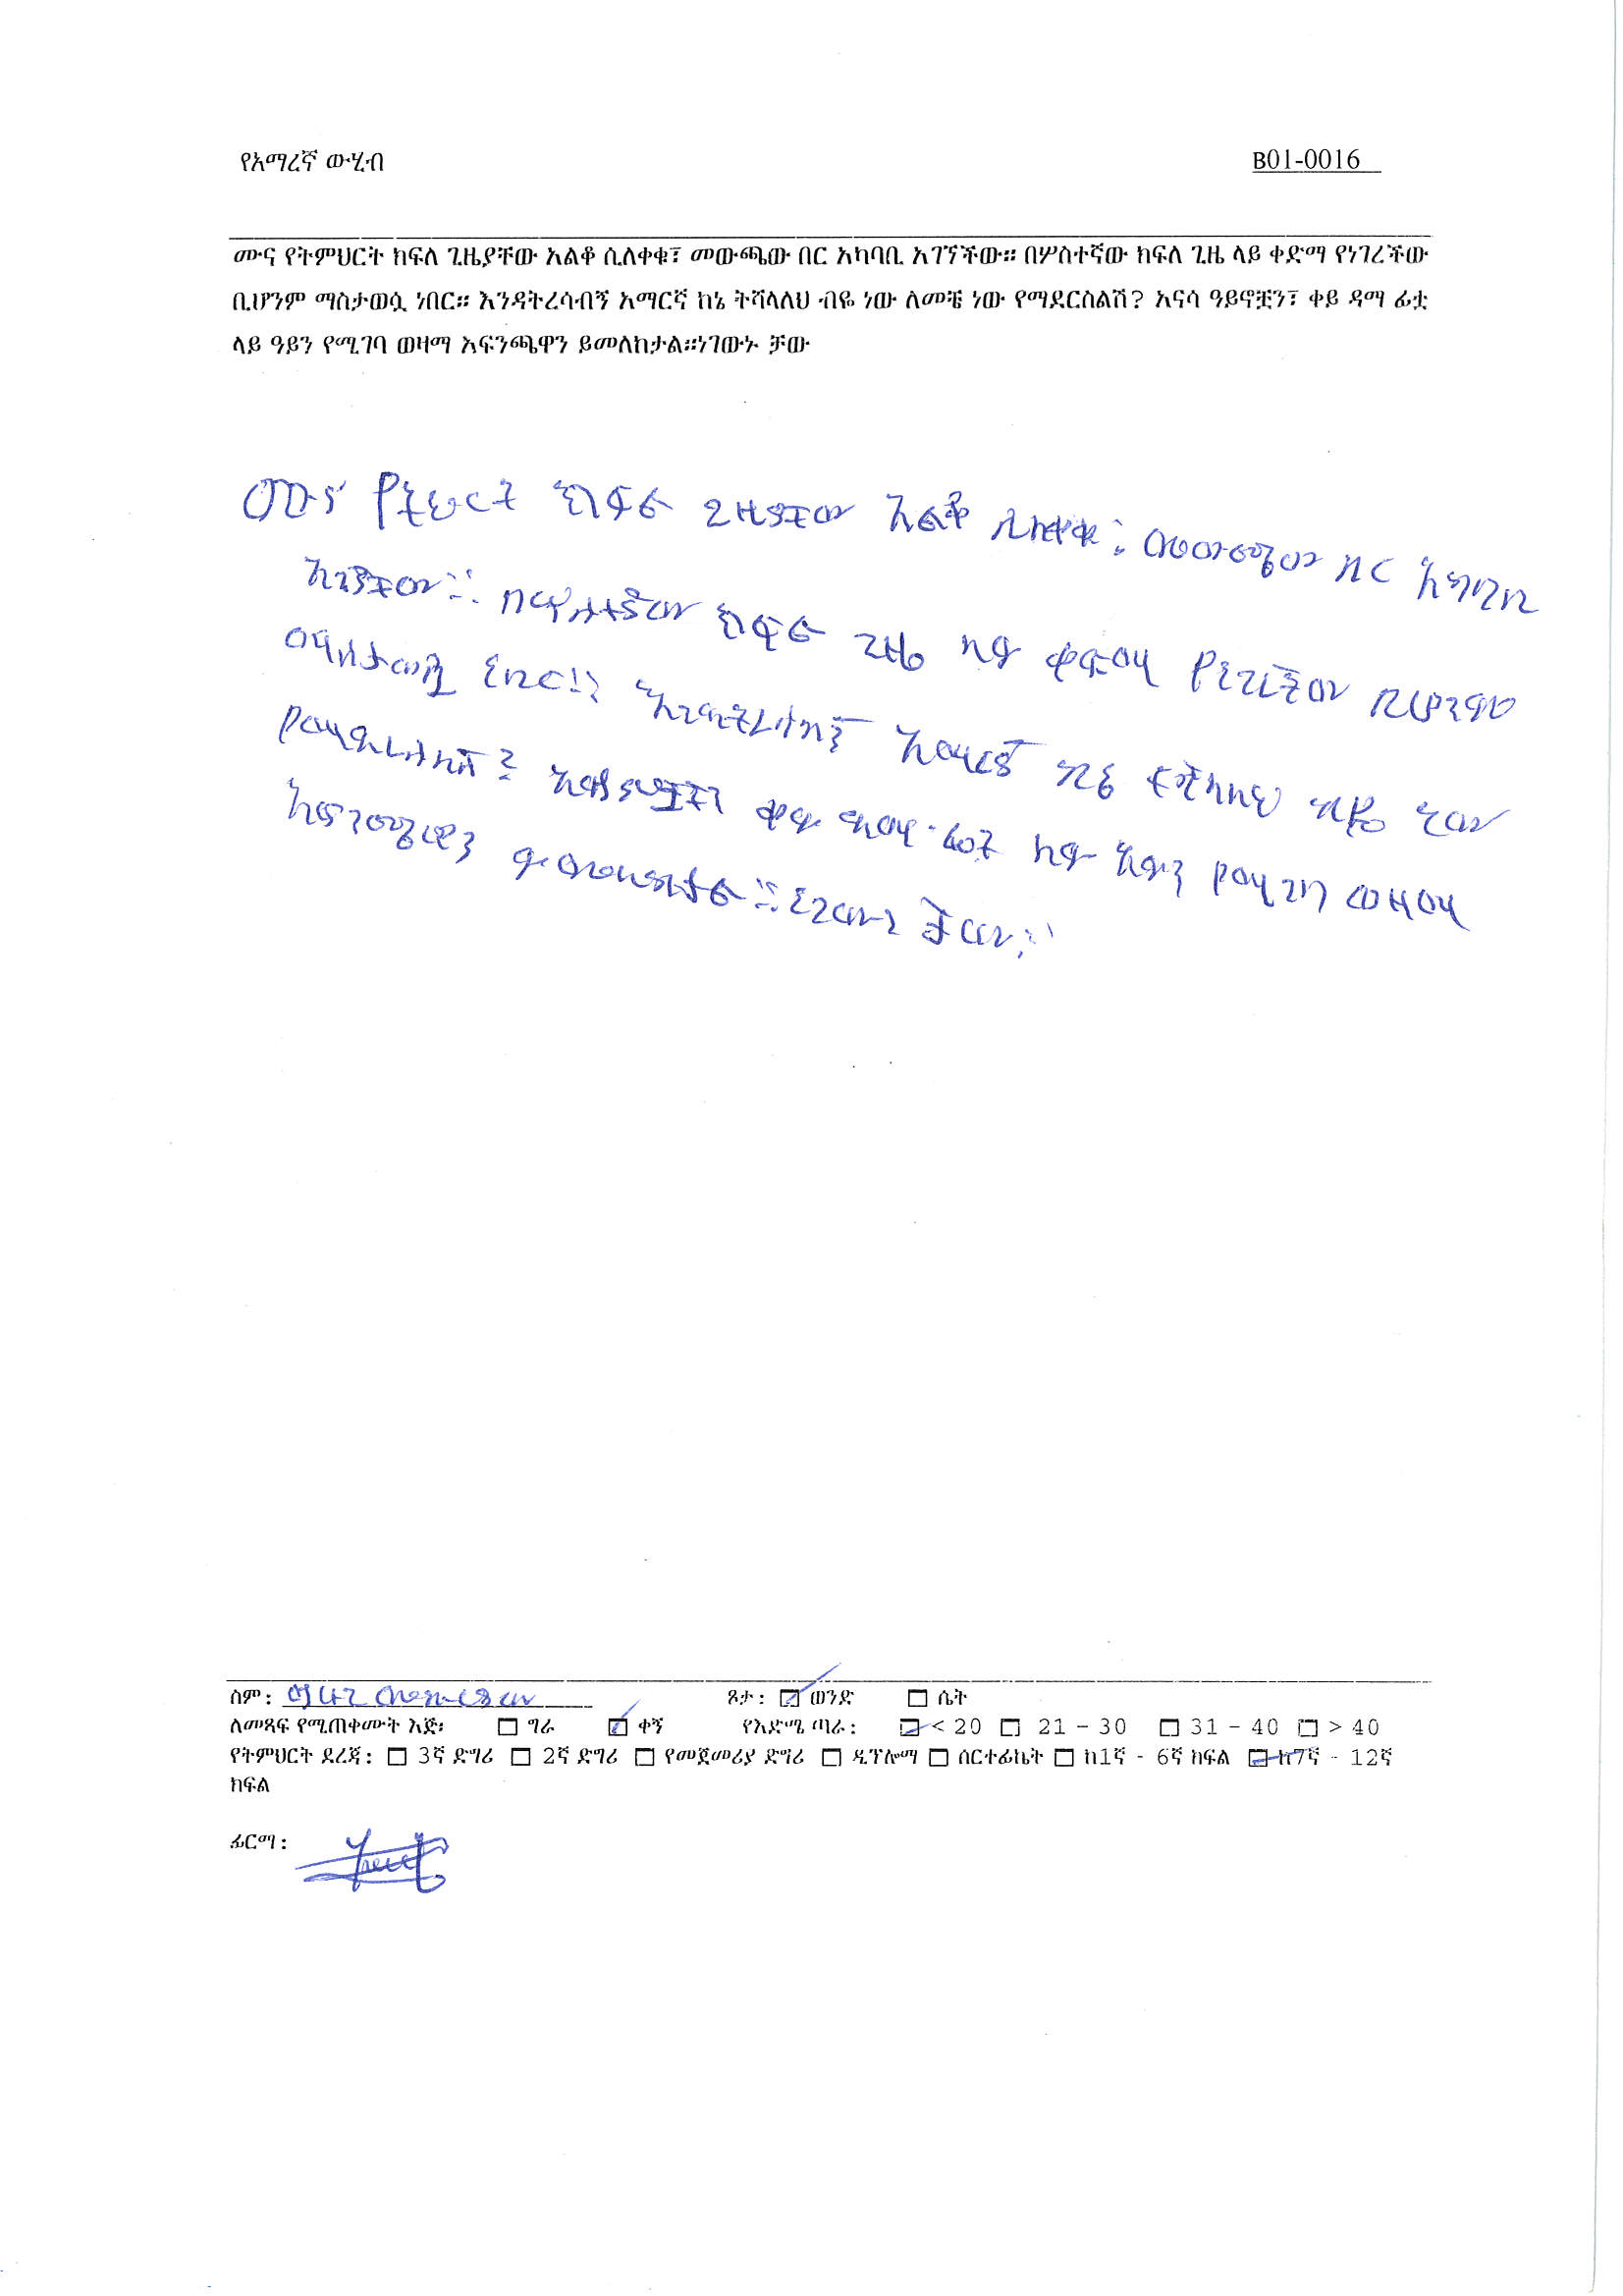 የአማረኛ ውሂብ B01-0016
ሙና የትምህርት ክፍለ ጊዜያቸው አልቆ ሲለቀቁ፣ መውጫው በር አካባቢ አገኘችው። በሦስተኛው ክፍለ ጊዜ ላይ ቀድማ የነገረችው
ቢሆንም ማስታወሷ ነበር። እንዳትረሳብኝ አማርኛ ከኔ ትሻላለህ ብዬ ነው ለመቼ ነው የማደርስልሽ? አናሳ ዓይኖቿን፣ ቀይ ዳማ ፊቷ
ላይ ዓይን የሚገባ ወዛማ አፍንጫዋን ይመለከታል።ነገውኑ ቻው
ሙና የትህርት ክፍለ ጊዜያቸው አልቆ ሲለቀቁ፣ መውጫው በር አካባቢ
አገኘችው። በሦስተኛው ክፍለ ጊዜ ላይ ቀድማ የነገረችው ቢሆንም
ማስታወሷ ነበር። እንዳትረሳብኝ አማርኛ ከኔ ትሻላለህ ብዬ ነው
የማደርስልሽ? ቀይ ዳማ ፊቷ ላይ ዓይን የሚገባ ወዛማ
አፍንጫዋን ይመለከታል።ነገውኑ ቻው።
ስም: ጾታ: ወንድ ሴት
ለመጻፍ የሚጠቀሙት እጅ፡ ግራ ቀኝ የእድሜ ጣራ: < 20 21 - 30 31 - 40 > 40
የትምህርት ደረጃ: 3ኛ ድግሪ 2ኛ ድግሪ የመጀመሪያ ድግሪ ዲፕሎማ ሰርተፊኬት ከ1ኛ - 6ኛ ክፍል ከ7ኛ - 12ኛ
ክፍል
ፊርማ: